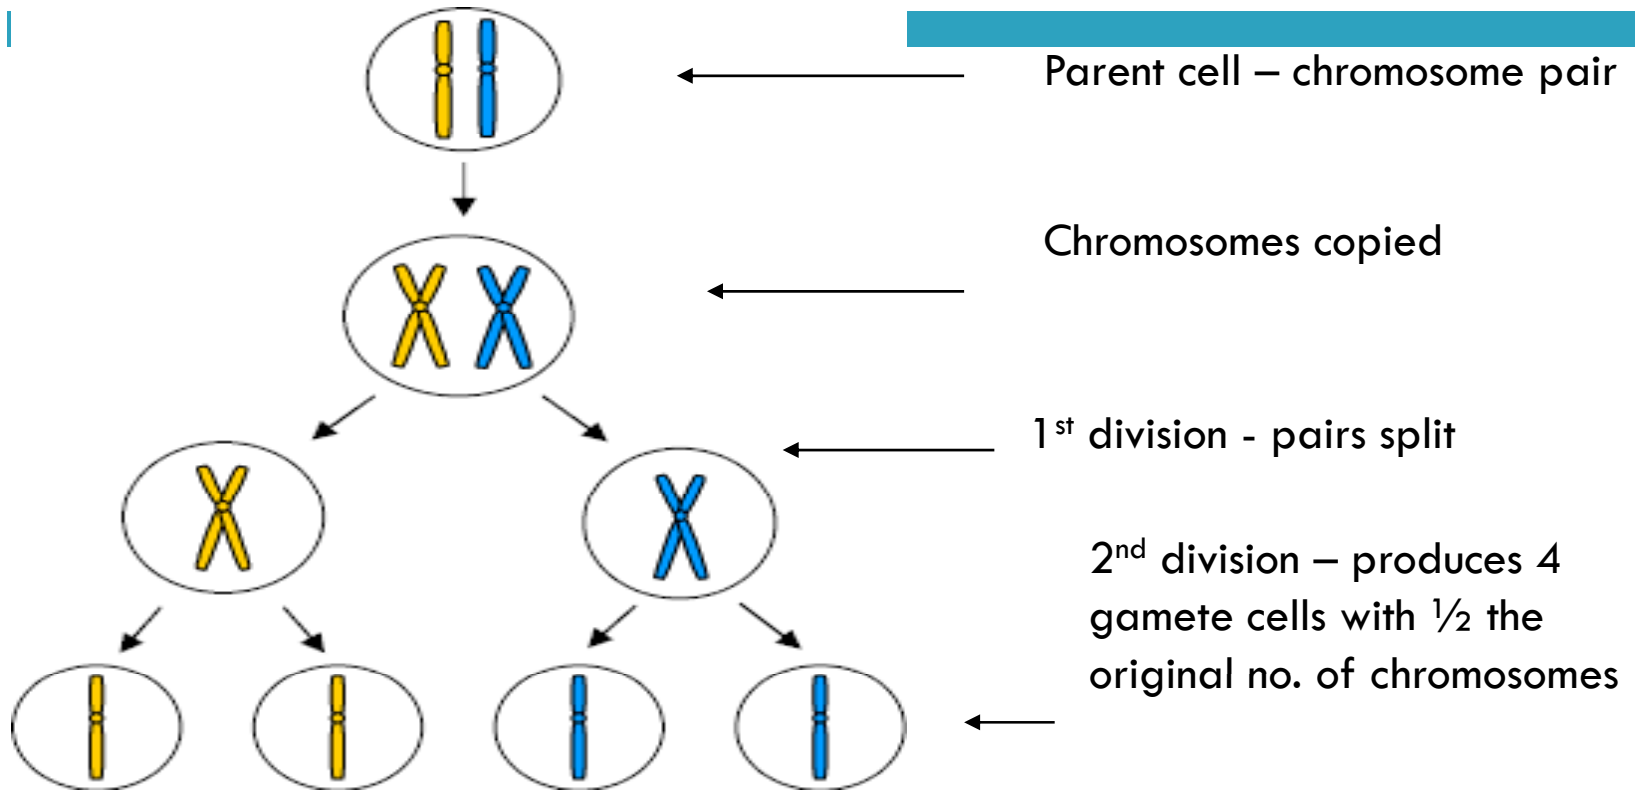 Parent cell – chromosome pair
Chromosomes copied
1st division - pairs split
2nd division – produces 4
gamete cells with ½ the
original no. of chromosomes